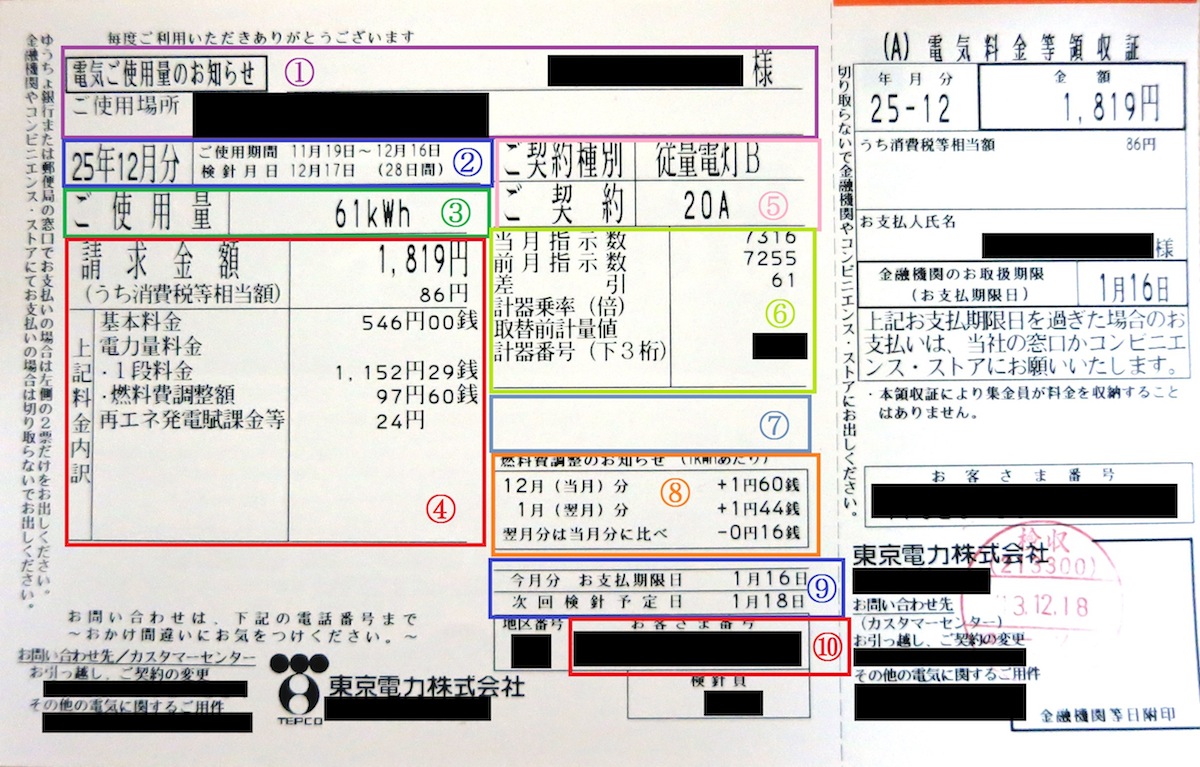 毎度ご利用いただきありがとうございます
電気ご使用量のお知らせ ① 様
ご使用場所
25年12月分 ご使用期間 11月19日～12月16日
検針月日 12月17日 (28日間) ②
ご使用量 61kWh ③
請求金額 1,819円
(うち消費税等相当額) 86円
上記料金内訳
基本料金 546円00銭
電力量料金
・1段料金 1,152円29銭
・燃料費調整額 97円60銭
再エネ発電賦課金等 24円
④
ご契約種別 従量電灯B
ご契約 20A ⑤
当月指示数 7316
前月指示数 7255
差引 61
計器乗率(倍) ⑥
取替前計量値
計器番号(下3桁)
⑦
燃料費調整のお知らせ (1kWhあたり)
12月(当月)分 +1円60銭 ⑧
1月(翌月)分 +1円44銭
翌月分は当月分に比べ -0円16銭
今月分 お支払期限日 1月16日 ⑨
次回検針予定日 1月18日
地区番号 お客さま番号 ⑩
検針員
お問い合わせは、下記の電話番号まで
～おかけ間違いにお気をつけください。～
お問い合わせ先/カスタマーセンター
お引っ越し、ご契約の変更
その他の電気に関するご用件
TEPCO 東京電力株式会社
ゆうちょ銀行または郵便局の窓口でお支払いの場合は左側の2票だけをお出しください。
金融機関やコンビニエンス・ストアにてお支払いの場合は切り取らないでお出しください。
切り取らないで金融機関やコンビニエンス・ストアにお出しください。
(A) 電気料金等領収証
年月分 金額
25-12 1,819円
うち消費税等相当額 86円
お支払人氏名
様
金融機関のお取扱期限
(お支払期限日) 1月16日
上記お支払期限日を過ぎた場合のお
支払いは、当社の窓口かコンビニエ
ンス・ストアにお願いいたします。
・本領収証により集金員が料金を収納すること
はありません。
お客さま番号
東京電力株式会社
お問い合わせ先
(カスタマーセンター)
お引っ越し、ご契約の変更
その他の電気に関するご用件
検収
(213300)
13.12.18
金融機関等日附印